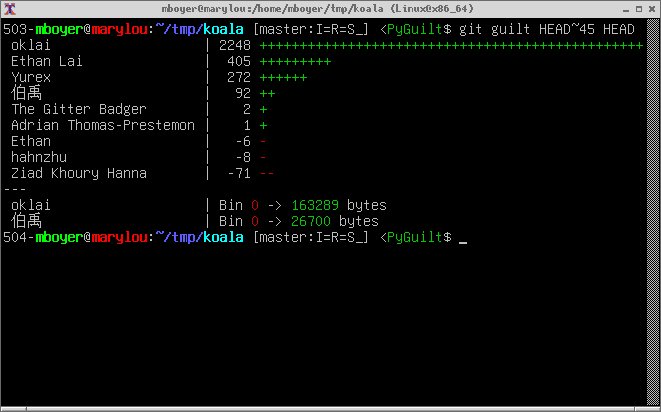 mboyer@marylou:/home/mboyer/tmp/koala (Linux@x86_64)
503-mboyer@marylou:~/tmp/koala [master:I=R=S_] <PyGuilt$ git guilt HEAD~45 HEAD
oklai | 2248 +++++++++++++++++++++++++++++++++++++++++++++++++
Ethan Lai | 405 +++++++++
Yurex | 272 ++++++
伯禹 | 92 ++
The Gitter Badger | 2 +
Adrian Thomas-Prestemon | 1 +
Ethan | -6 -
hahnzhu | -8 -
Ziad Khoury Hanna | -71 --
---
oklai | Bin 0 -> 163289 bytes
伯禹 | Bin 0 -> 26700 bytes
504-mboyer@marylou:~/tmp/koala [master:I=R=S_] <PyGuilt$ _